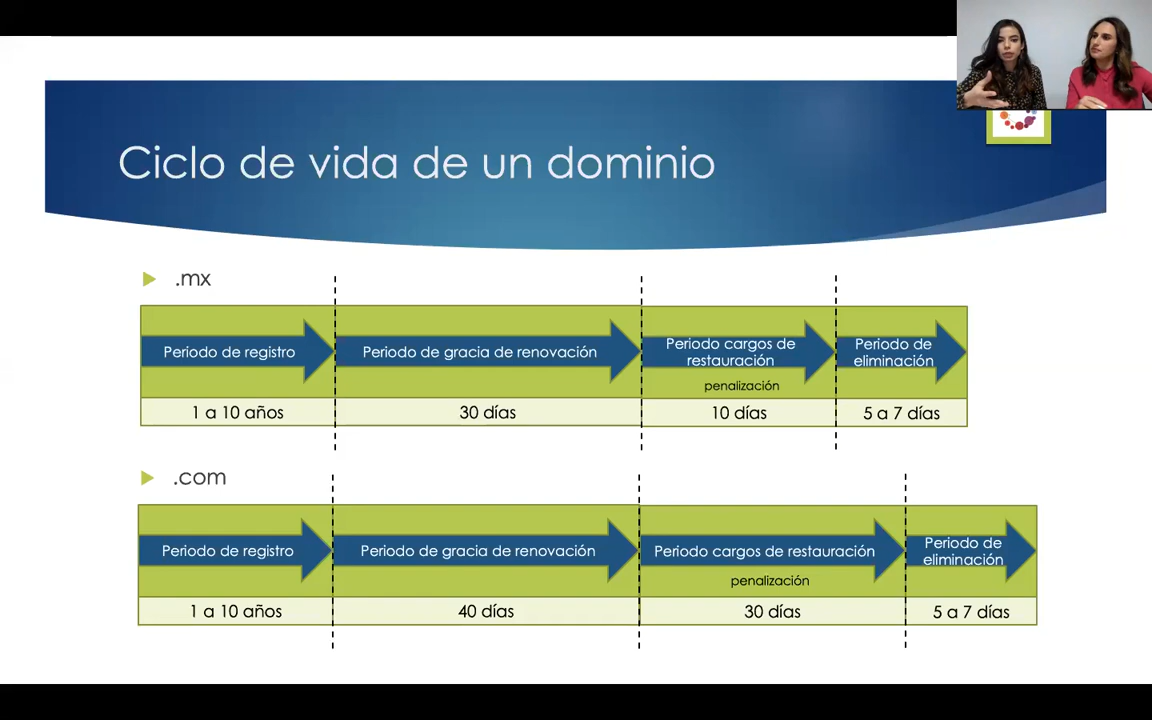 Ciclo de vida de un dominio
.mx
Periodo de registro
Periodo de gracia de renovación
Periodo cargos de
restauración
penalización
Periodo de
eliminación
1 a 10 años
30 días
10 días
5 a 7 días
.com
Periodo de registro
Periodo de gracia de renovación
Periodo cargos de restauración
penalización
Periodo de
eliminación
1 a 10 años
40 días
30 días
5 a 7 días